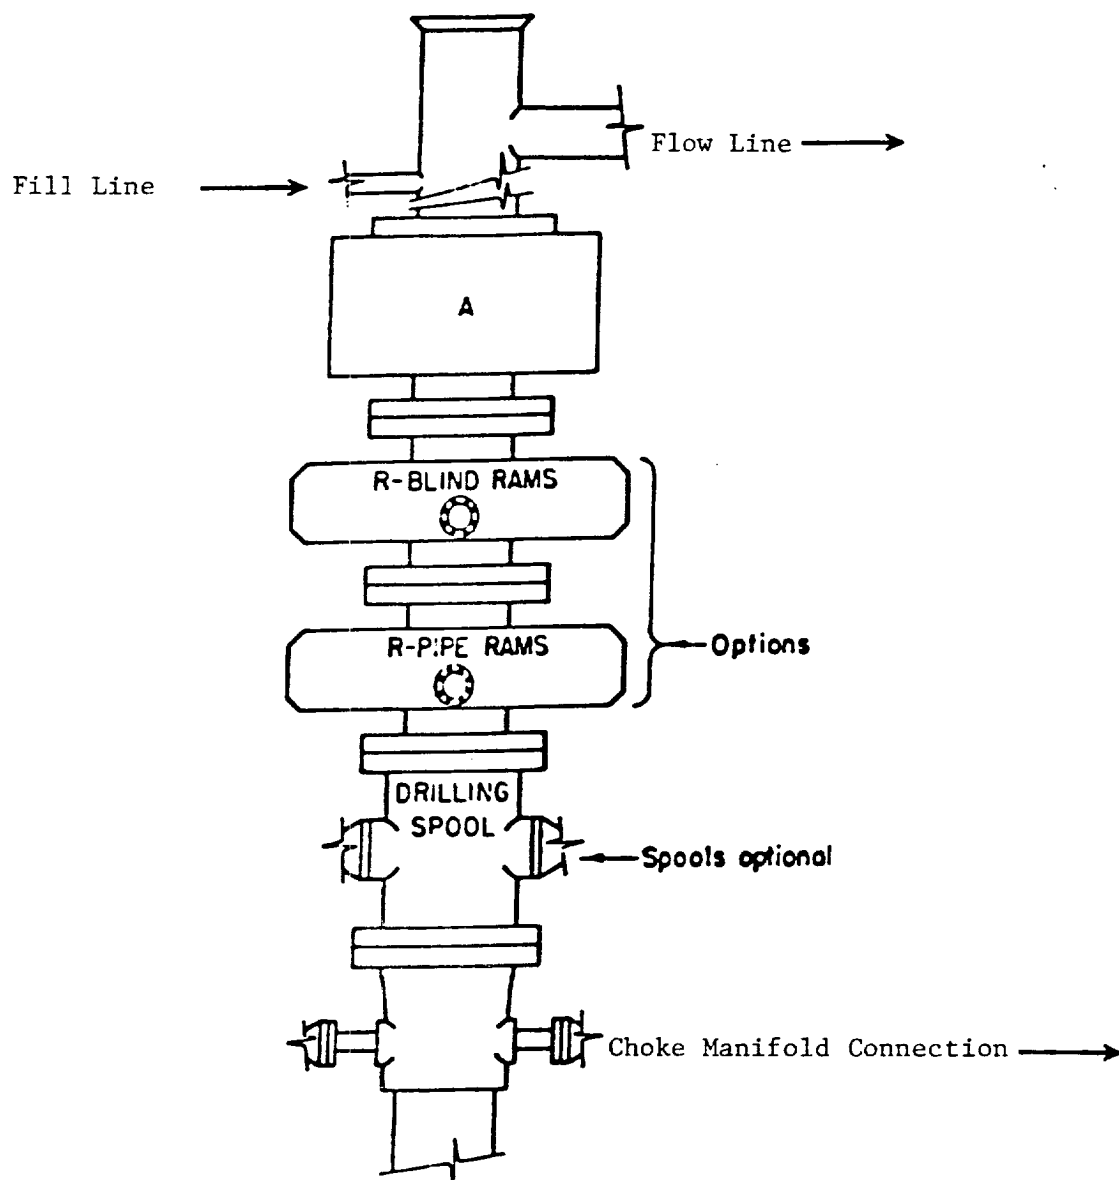 Flow Line
Fill Line
A
R-BLIND RAMS
R-PIPE RAMS
Options
DRILLING
SPOOL
Spools optional
Choke Manifold Connection